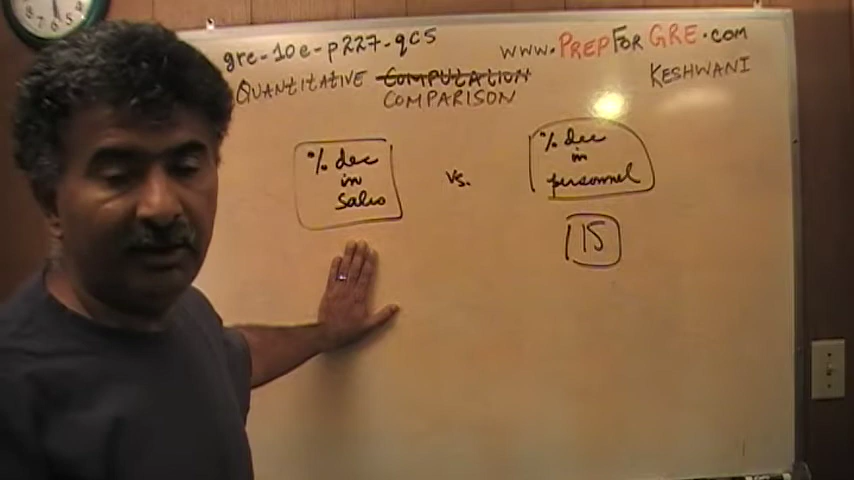 gre-10e-p227-qc5
www.PREPFORGRE.com
QUANTITATIVE COMPUTATION
COMPARISON
KESHWANI
% dec
in
Sales
vs.
% dec
in
personnel
15